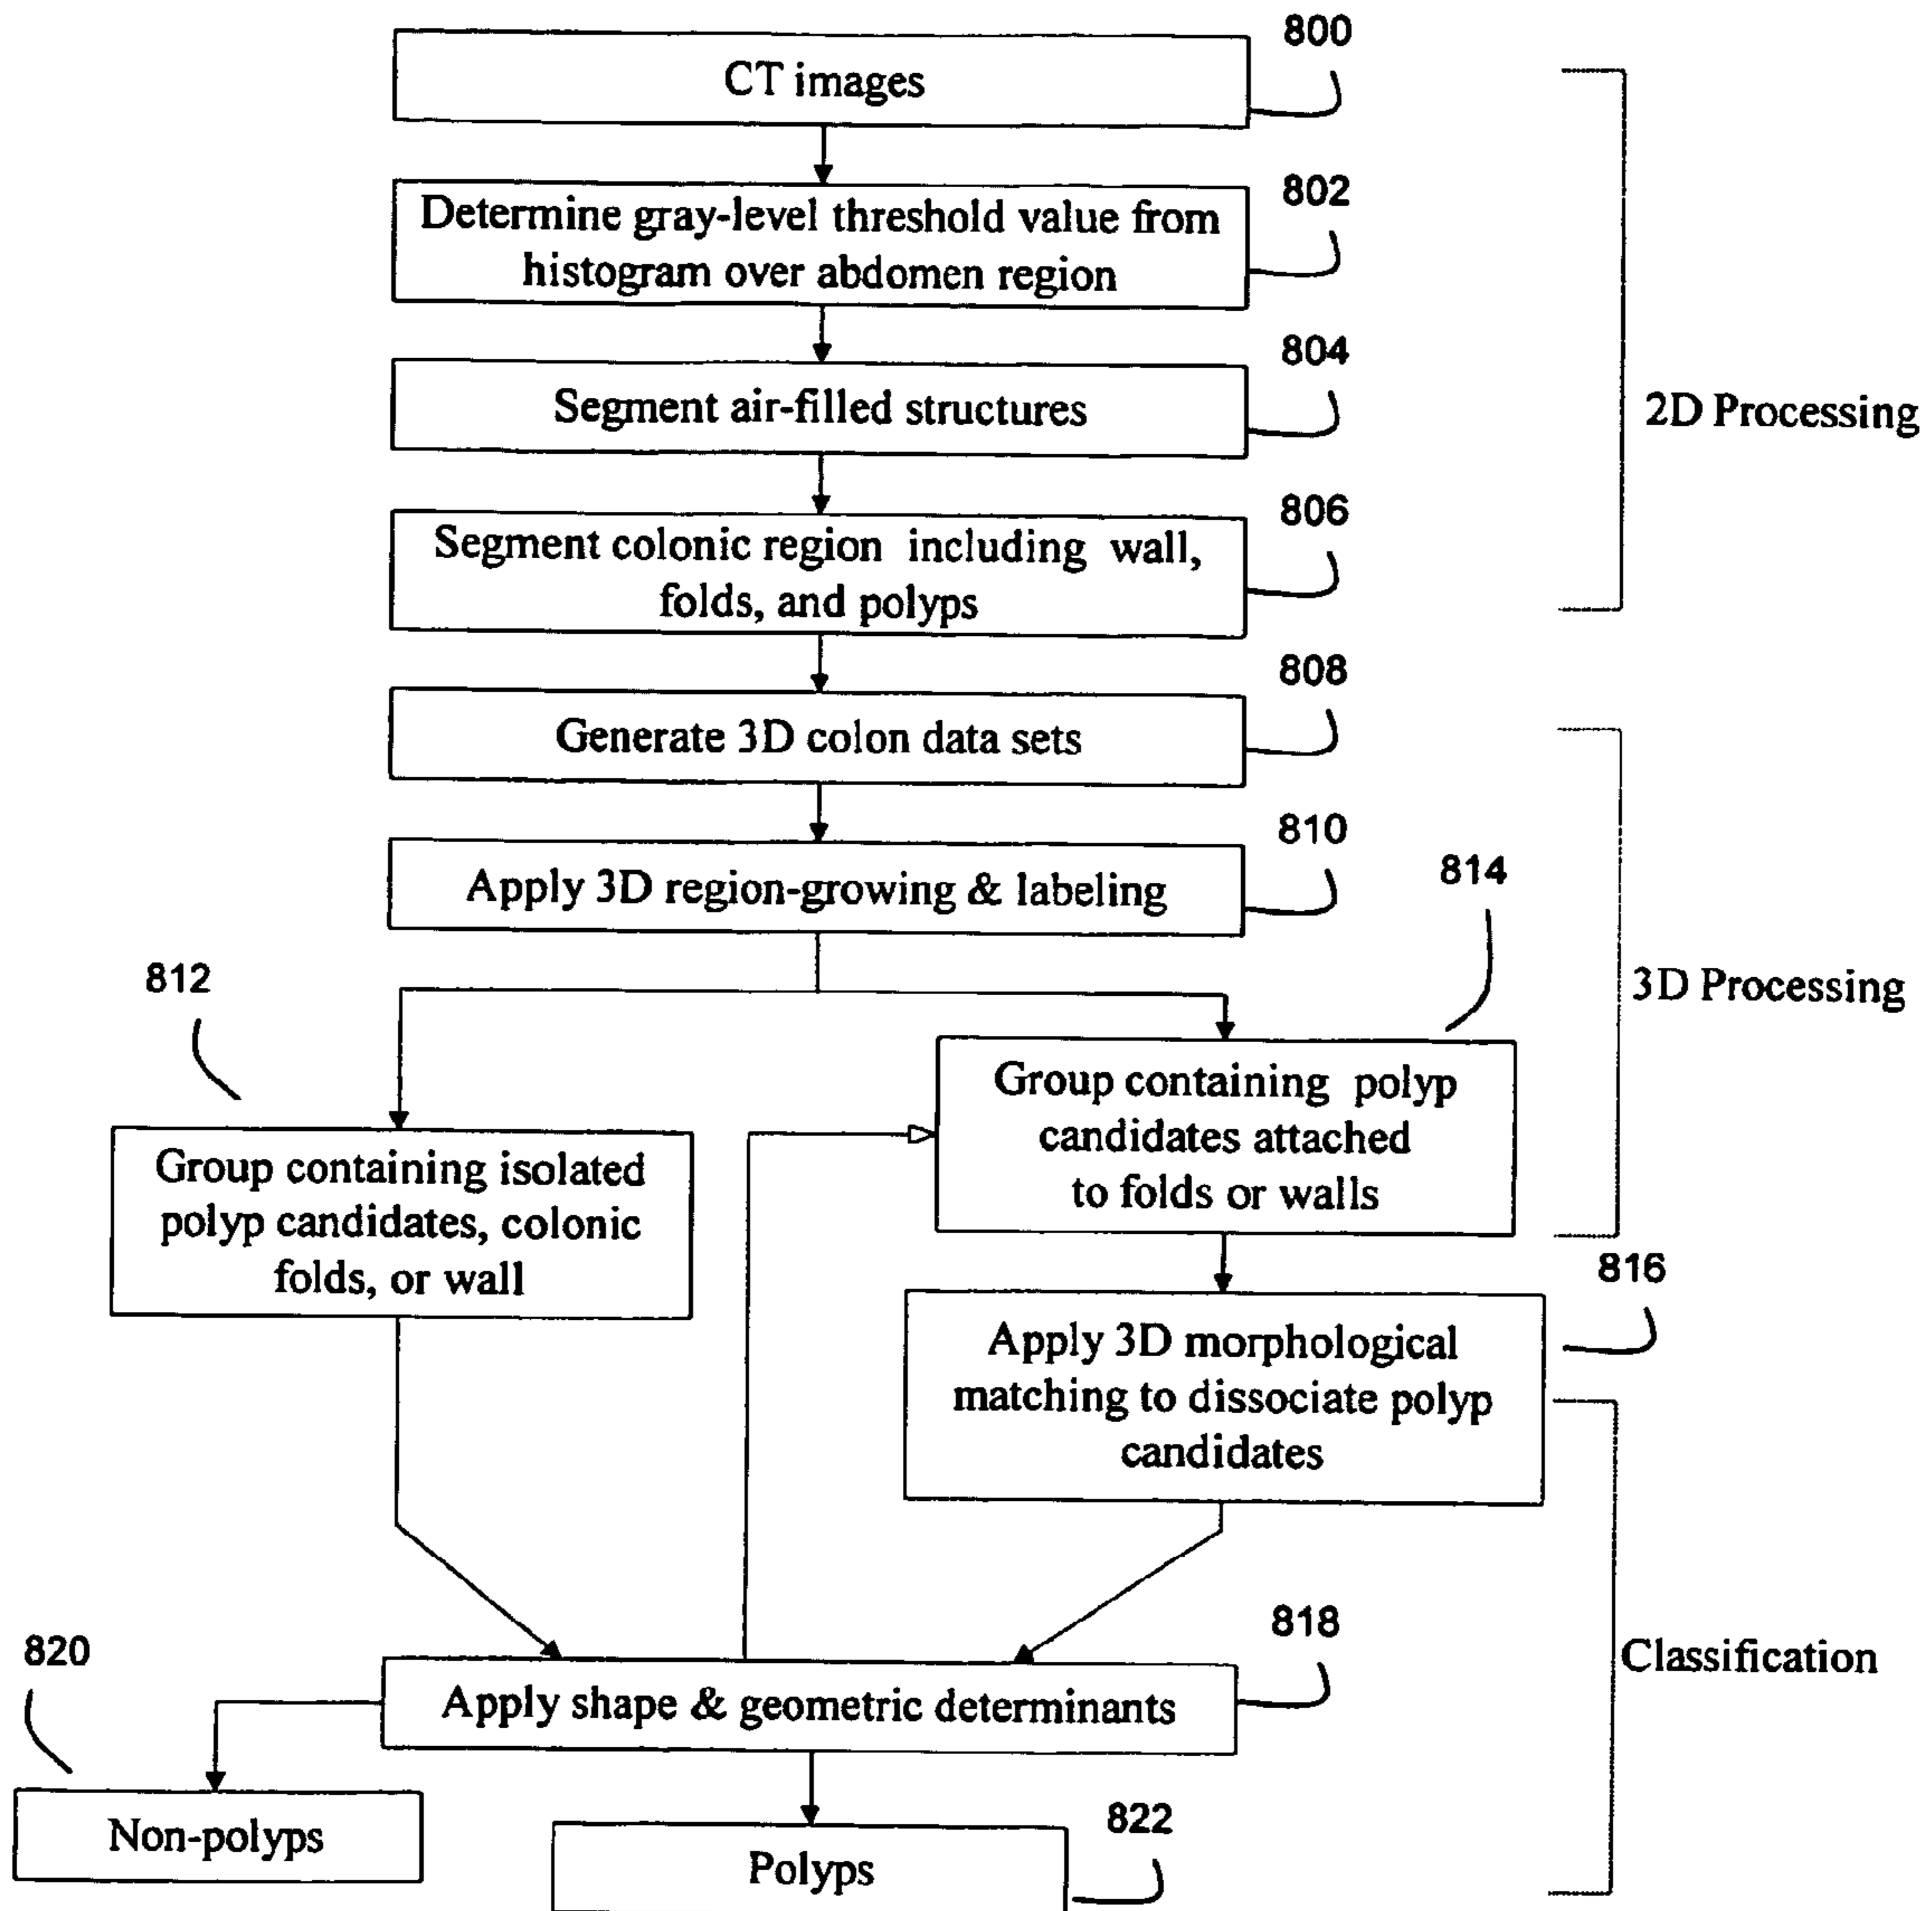 800
CT images
802
Determine gray-level threshold value from
histogram over abdomen region
804
Segment air-filled structures
2D Processing
806
Segment colonic region including wall,
folds, and polyps
808
Generate 3D colon data sets
810
Apply 3D region-growing & labeling
814
812
3D Processing
Group containing polyp
candidates attached
to folds or walls
Group containing isolated
polyp candidates, colonic
folds, or wall
816
Apply 3D morphological
matching to dissociate polyp
candidates
818
820
Classification
Apply shape & geometric determinants
Non-polyps
822
Polyps